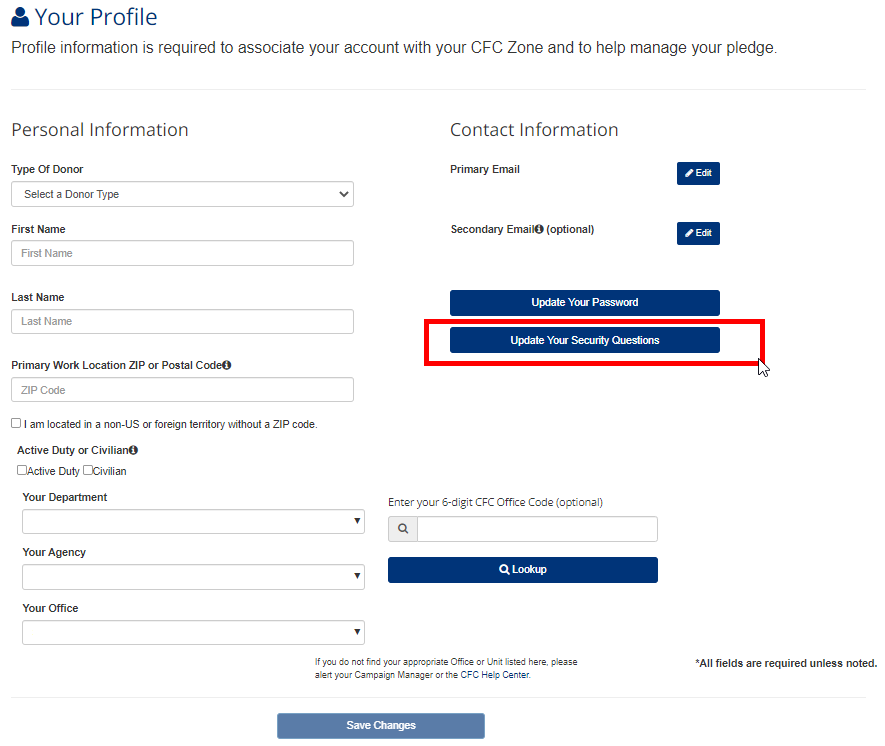 Your Profile
Profile information is required to associate your account with your CFC Zone and to help manage your pledge.
Personal Information
Type Of Donor
Select a Donor Type
First Name
First Name
Last Name
Last Name
Primary Work Location ZIP or Postal Code
ZIP Code
I am located in a non-US or foreign territory without a ZIP code.
Active Duty or Civilian
Active Duty Civilian
Your Department
Your Agency
Your Office
Contact Information
Primary Email
Edit
Secondary Email (optional)
Edit
Update Your Password
Update Your Security Questions
Enter your 6-digit CFC Office Code (optional)
Lookup
If you do not find your appropriate Office or Unit listed here, please
alert your Campaign Manager or the CFC Help Center.
*All fields are required unless noted.
Save Changes